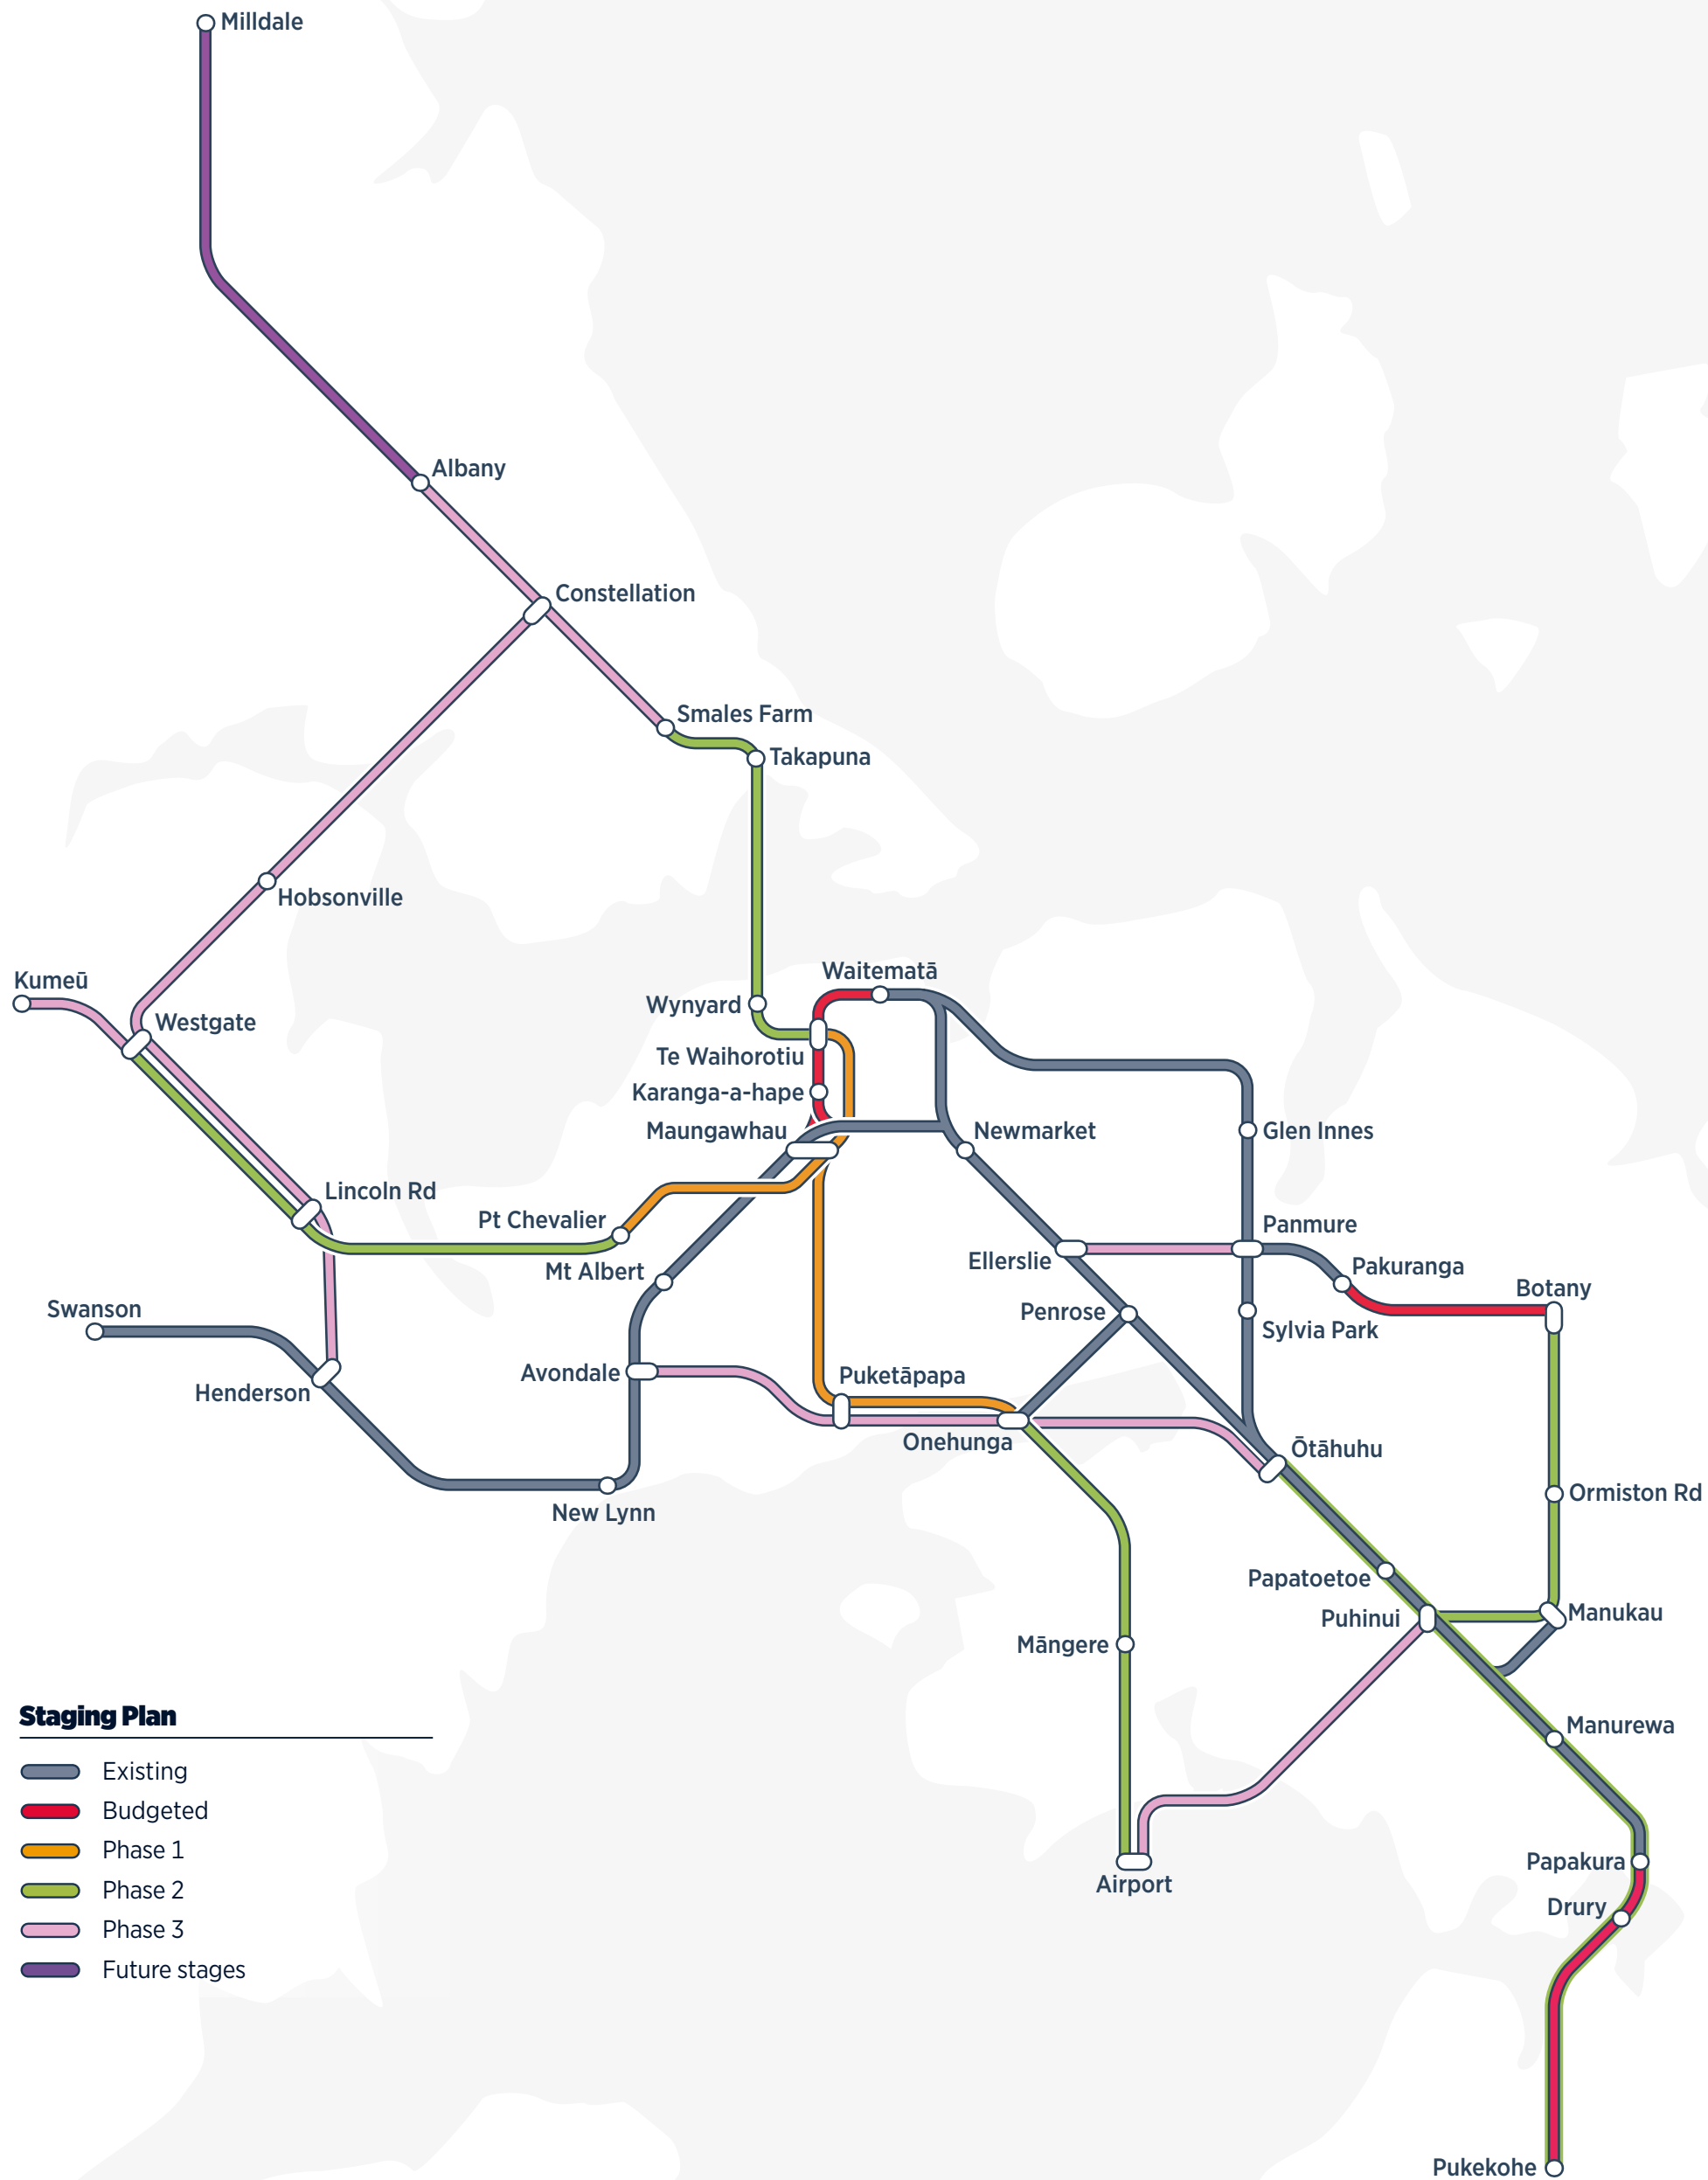 Milldale
Albany
Constellation
Smales Farm
Takapuna
Hobsonville
Kumeū
Waitematā
Wynyard
Westgate
Te Waihorotiu
Karanga-a-hape
Maungawhau
Newmarket
Glen Innes
Lincoln Rd
Pt Chevalier
Panmure
Ellerslie
Pakuranga
Mt Albert
Botany
Swanson
Penrose
Sylvia Park
Avondale
Puketāpapa
Henderson
Onehunga
Ōtāhuhu
Ormiston Rd
New Lynn
Papatoetoe
Manukau
Puhinui
Māngere
Manurewa
Papakura
Airport
Drury
Pukekohe
Staging Plan
Existing
Budgeted
Phase 1
Phase 2
Phase 3
Future stages